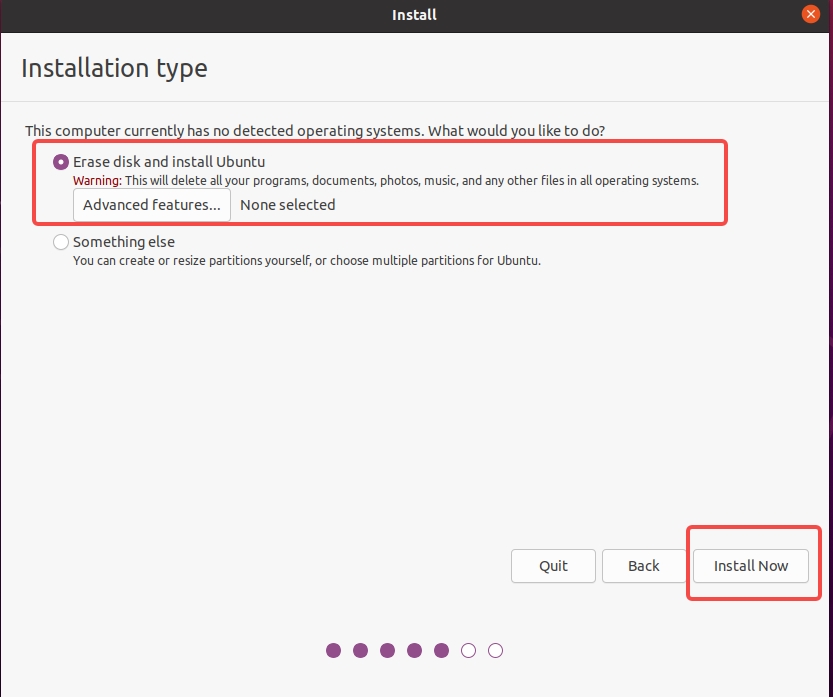 Install
Installation type
This computer currently has no detected operating systems. What would you like to do?
Erase disk and install Ubuntu
Warning: This will delete all your programs, documents, photos, music, and any other files in all operating systems.
Advanced features... None selected
Something else
You can create or resize partitions yourself, or choose multiple partitions for Ubuntu.
Quit Back Install Now